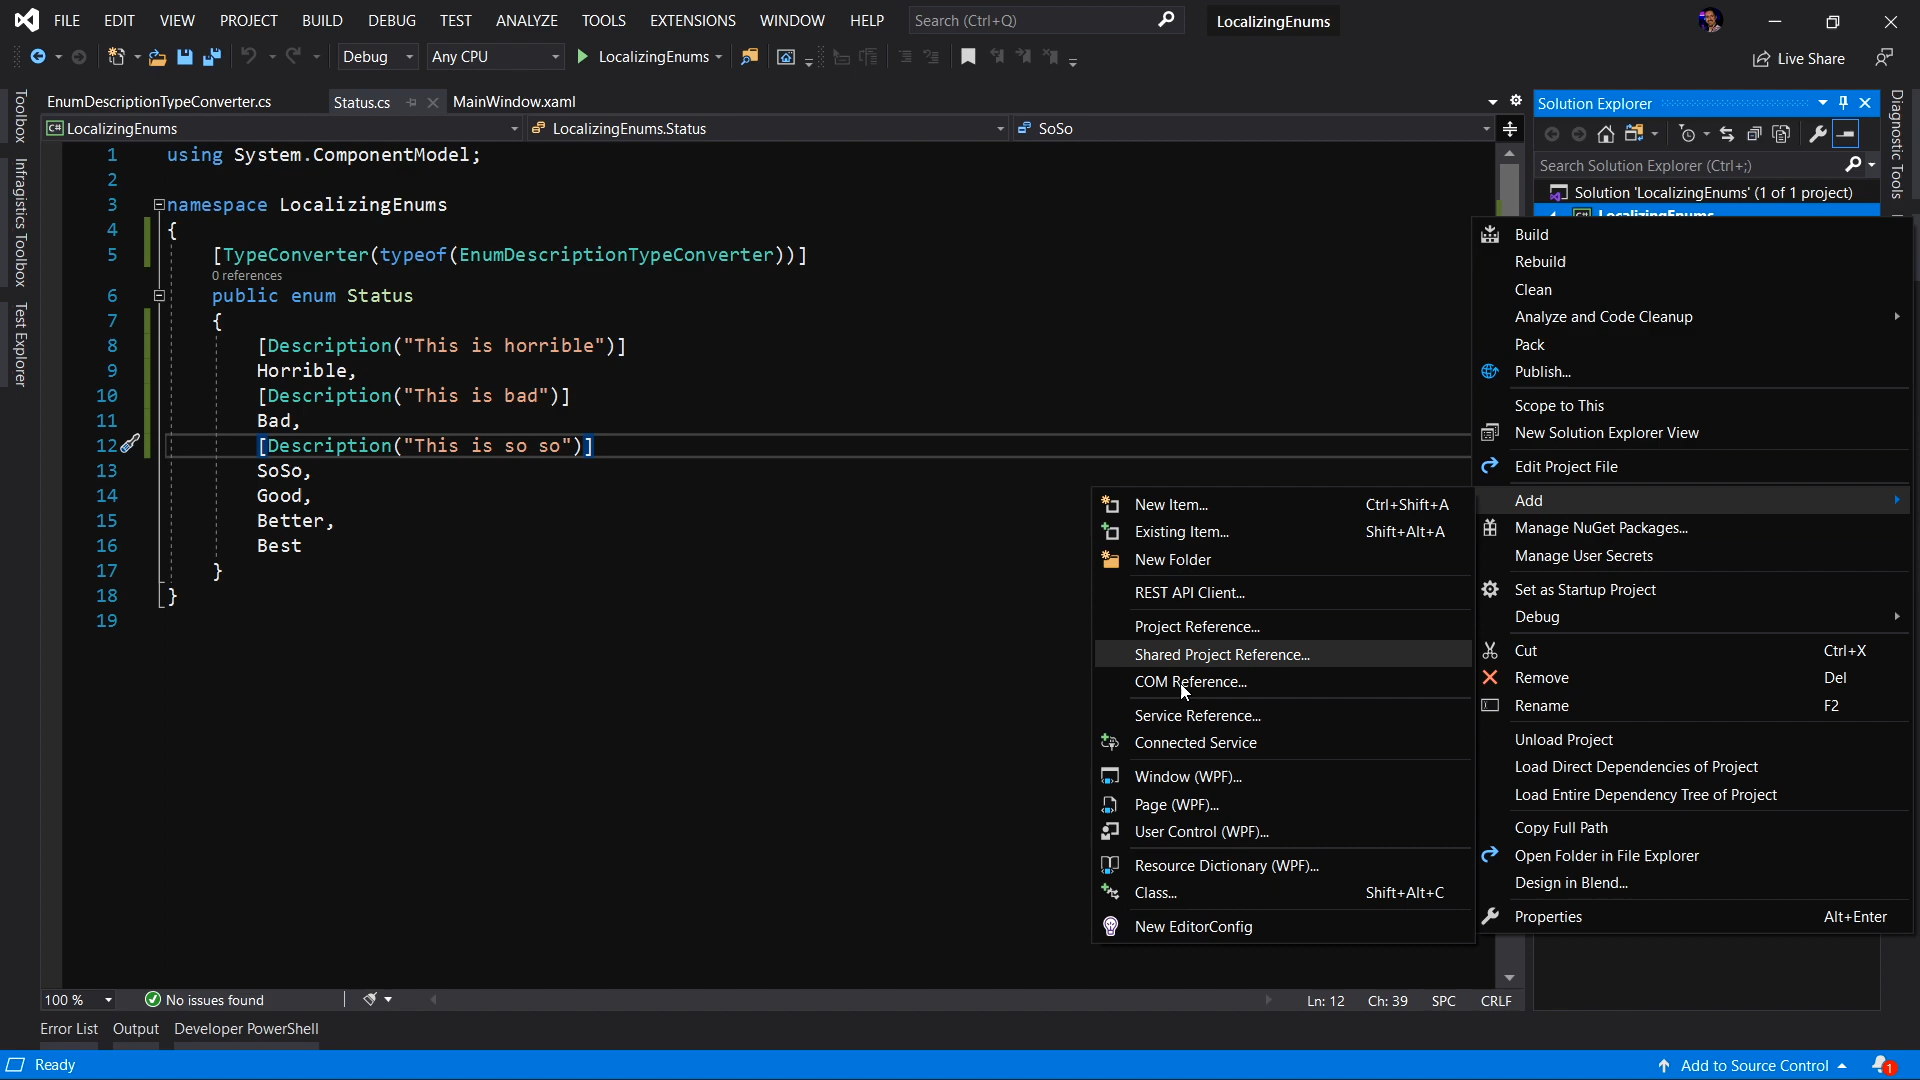 FILE EDIT VIEW PROJECT BUILD DEBUG TEST ANALYZE TOOLS EXTENSIONS WINDOW HELP Search (Ctrl+Q) LocalizingEnums
Debug Any CPU LocalizingEnums Live Share
Toolbox
Infragistics Toolbox
Test Explorer
EnumDescriptionTypeConverter.cs Status.cs MainWindow.xaml
C# LocalizingEnums LocalizingEnums.Status SoSo
1 using System.ComponentModel;
2
3 namespace LocalizingEnums
4 {
5 [TypeConverter(typeof(EnumDescriptionTypeConverter))]
0 references
6 public enum Status
7 {
8 [Description("This is horrible")]
9 Horrible,
10 [Description("This is bad")]
11 Bad,
12 [Description("This is so so")]
13 SoSo,
14 Good,
15 Better,
16 Best
17 }
18 }
19
New Item... Ctrl+Shift+A
Existing Item... Shift+Alt+A
New Folder
REST API Client...
Project Reference...
Shared Project Reference...
COM Reference...
Service Reference...
Connected Service
Window (WPF)...
Page (WPF)...
User Control (WPF)...
Resource Dictionary (WPF)...
Class... Shift+Alt+C
New EditorConfig
Solution Explorer
Search Solution Explorer (Ctrl+;)
Solution 'LocalizingEnums' (1 of 1 project)
C# LocalizingEnums
Build
Rebuild
Clean
Analyze and Code Cleanup
Pack
Publish...
Scope to This
New Solution Explorer View
Edit Project File
Add
Manage NuGet Packages...
Manage User Secrets
Set as Startup Project
Debug
Cut Ctrl+X
Remove Del
Rename F2
Unload Project
Load Direct Dependencies of Project
Load Entire Dependency Tree of Project
Copy Full Path
Open Folder in File Explorer
Design in Blend...
Properties Alt+Enter
Diagnostic Tools
100 % No issues found Ln: 12 Ch: 39 SPC CRLF
Error List Output Developer PowerShell
Ready Add to Source Control 1